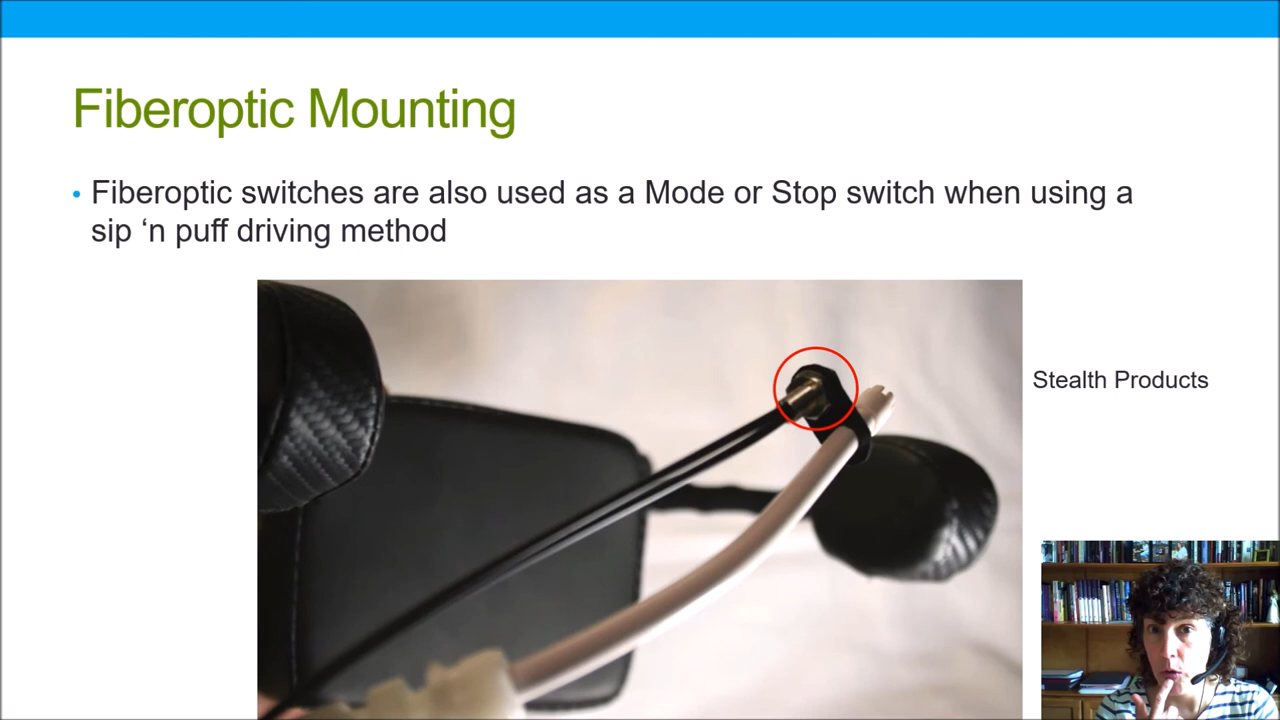 Fiberoptic Mounting
• Fiberoptic switches are also used as a Mode or Stop switch when using a
sip ‘n puff driving method
Stealth Products